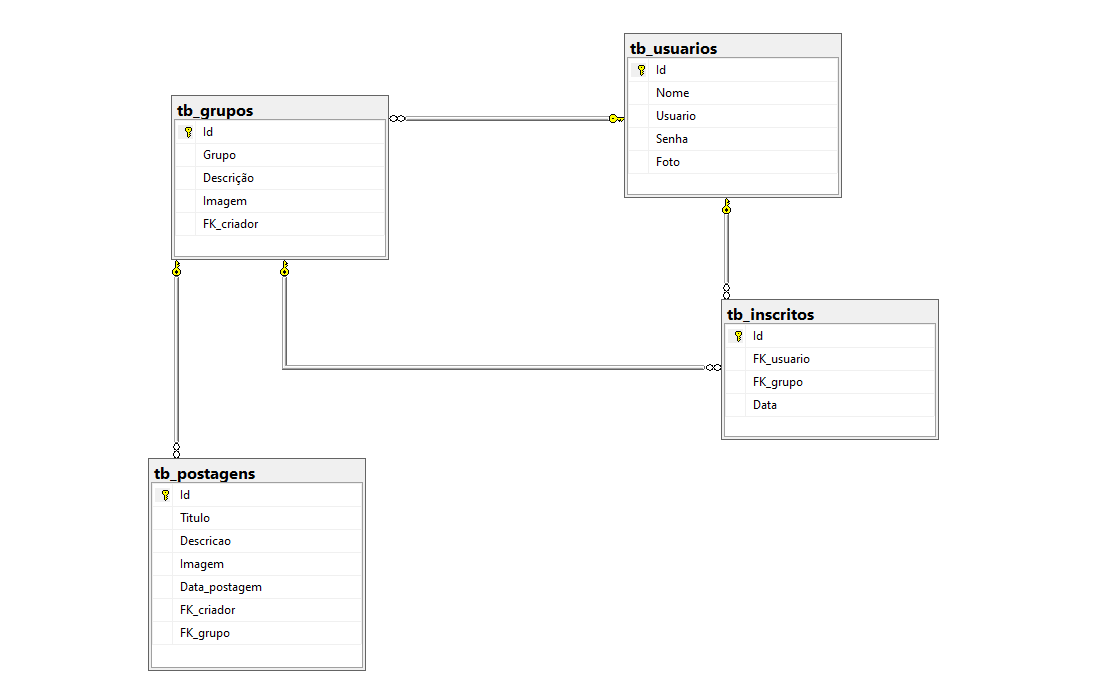 tb_usuarios
Id
Nome
Usuario
Senha
Foto
tb_grupos
Id
Grupo
Descrição
Imagem
FK_criador
tb_inscritos
Id
FK_usuario
FK_grupo
Data
tb_postagens
Id
Titulo
Descricao
Imagem
Data_postagem
FK_criador
FK_grupo